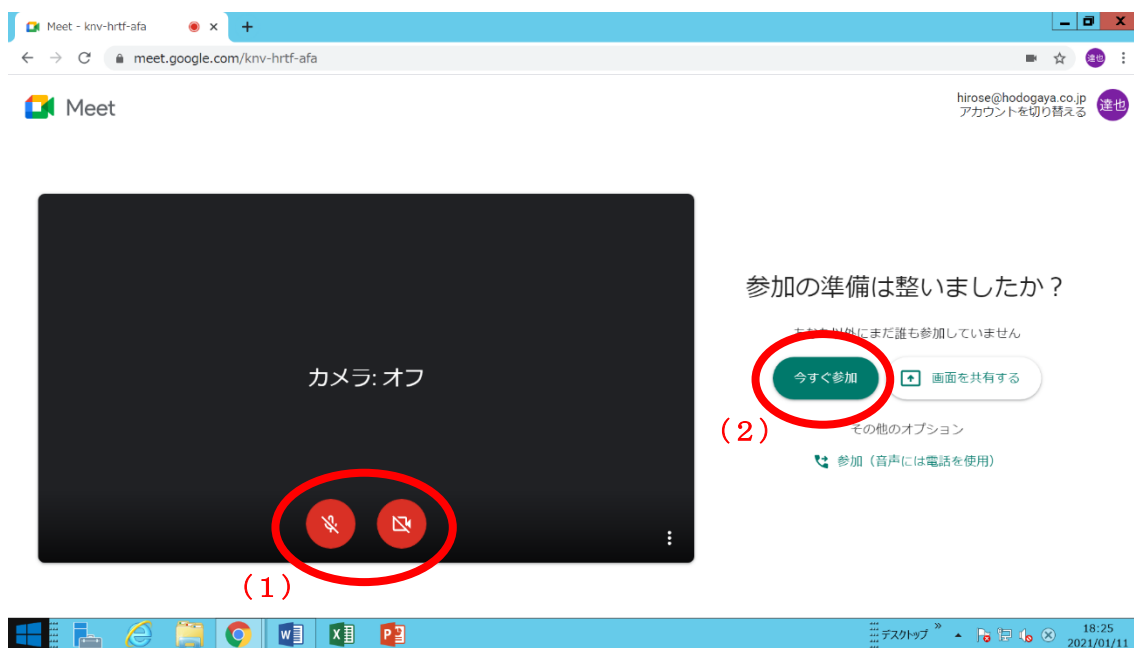 Meet - knv-hrtf-afa
meet.google.com/knv-hrtf-afa
達也
Meet
hirose@hodogaya.co.jp
アカウントを切り替える
達也
参加の準備は整いましたか？
にまだ誰も参加していません
カメラ: オフ
今すぐ参加
画面を共有する
(2)
その他のオプション
参加（音声には電話を使用）
(1)
デスクトップ
18:25
2021/01/11